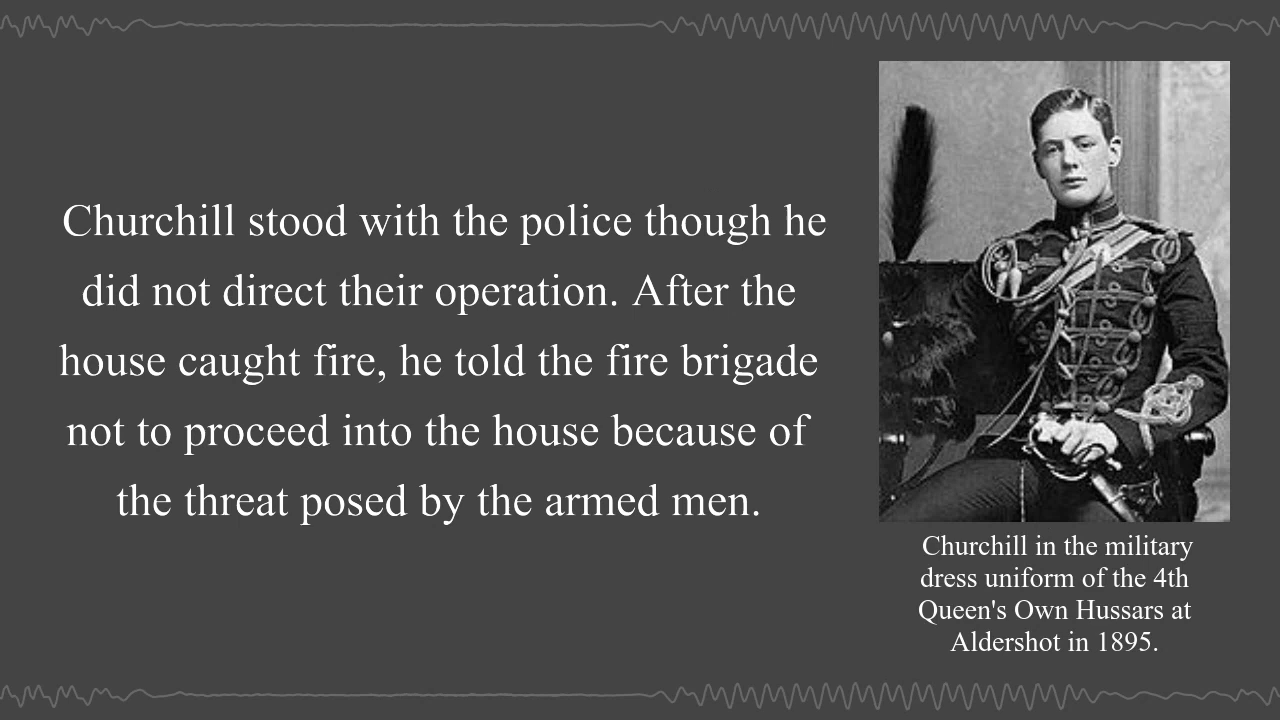 Churchill stood with the police though he
did not direct their operation. After the
house caught fire, he told the fire brigade
not to proceed into the house because of
the threat posed by the armed men.
Churchill in the military
dress uniform of the 4th
Queen's Own Hussars at
Aldershot in 1895.